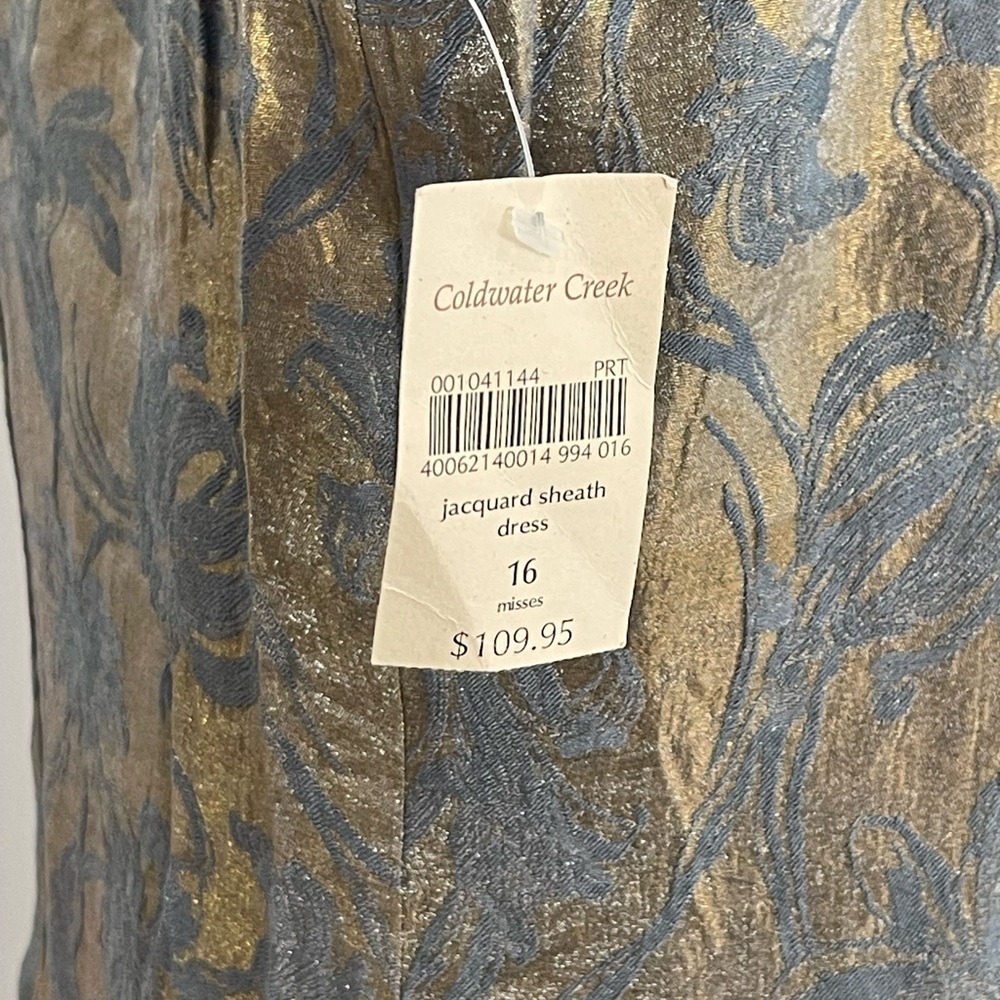 Coldwater Creek
001041144 PRT
40062140014 994 016
jacquard sheath
dress
16
misses
$109.95